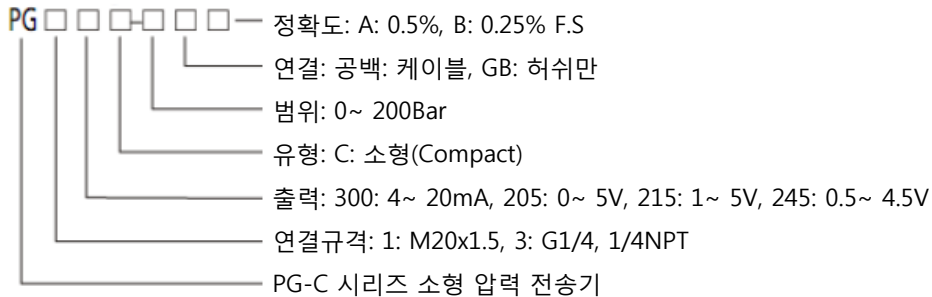 PG□□□-□□□ 정확도: A: 0.5%, B: 0.25% F.S
연결: 공백: 케이블, GB: 허쉬만
범위: 0~ 200Bar
유형: C: 소형(Compact)
출력: 300: 4~ 20mA, 205: 0~ 5V, 215: 1~ 5V, 245: 0.5~ 4.5V
연결규격: 1: M20x1.5, 3: G1/4, 1/4NPT
PG-C 시리즈 소형 압력 전송기